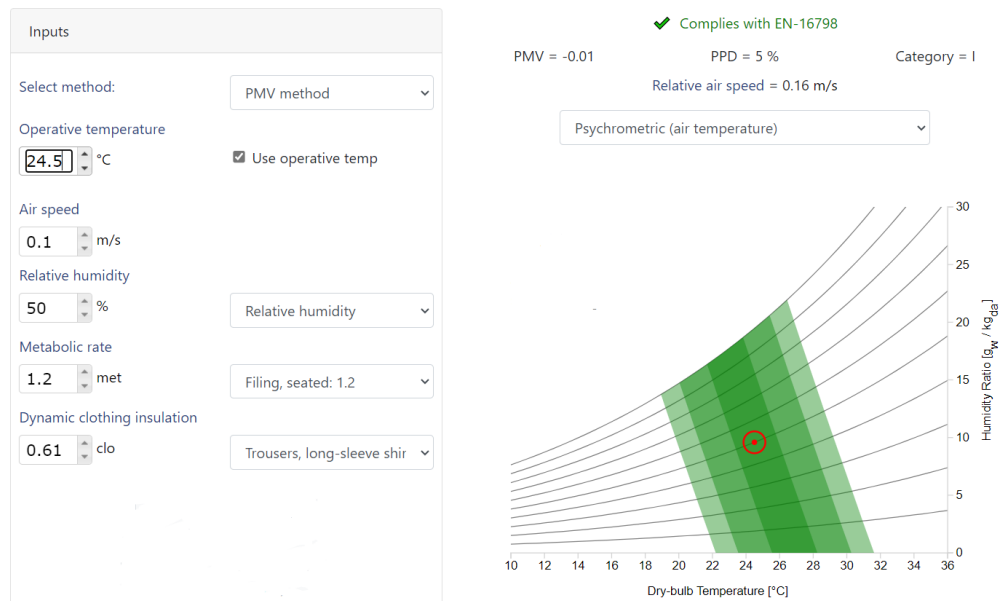 Inputs
Select method:
PMV method
Operative temperature
24.5 °C
Use operative temp
Air speed
0.1 m/s
Relative humidity
50 %
Relative humidity
Metabolic rate
1.2 met
Filing, seated: 1.2
Dynamic clothing insulation
0.61 clo
Trousers, long-sleeve shir
Complies with EN-16798
PMV = -0.01 PPD = 5 % Category = I
Relative air speed = 0.16 m/s
Psychrometric (air temperature)
30
25
20
15
10
5
0
Humidity Ratio [gw / kgda]
10 12 14 16 18 20 22 24 26 28 30 32 34 36
Dry-bulb Temperature [°C]